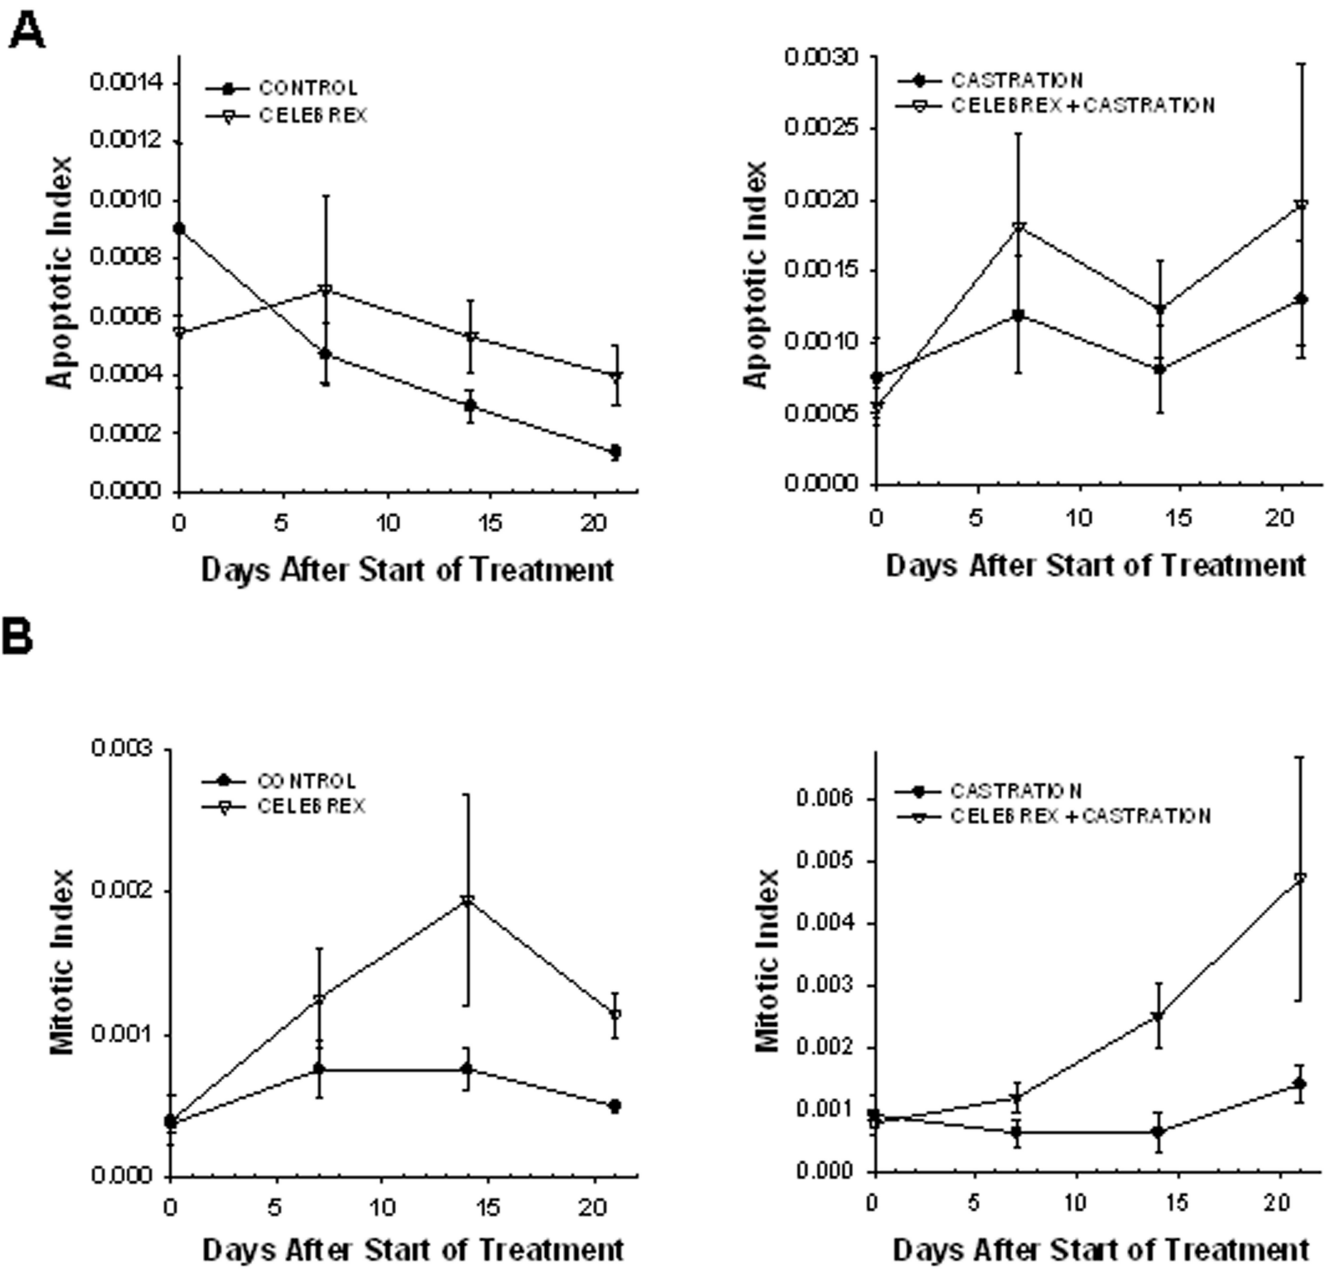 A
0.0014
0.0012
0.0010
0.0008
0.0006
0.0004
0.0002
0.0000
Apoptotic Index
CONTROL
CELEBREX
0 5 10 15 20
Days After Start of Treatment
0.0030
0.0025
0.0020
0.0015
0.0010
0.0005
0.0000
Apoptotic Index
CASTRATION
CELEBREX + CASTRATION
0 5 10 15 20
Days After Start of Treatment
B
0.003
0.002
0.001
0.000
Mitotic Index
CONTROL
CELEBREX
0 5 10 15 20
Days After Start of Treatment
0.006
0.005
0.004
0.003
0.002
0.001
0.000
Mitotic Index
CASTRATION
CELEBREX + CASTRATION
0 5 10 15 20
Days After Start of Treatment